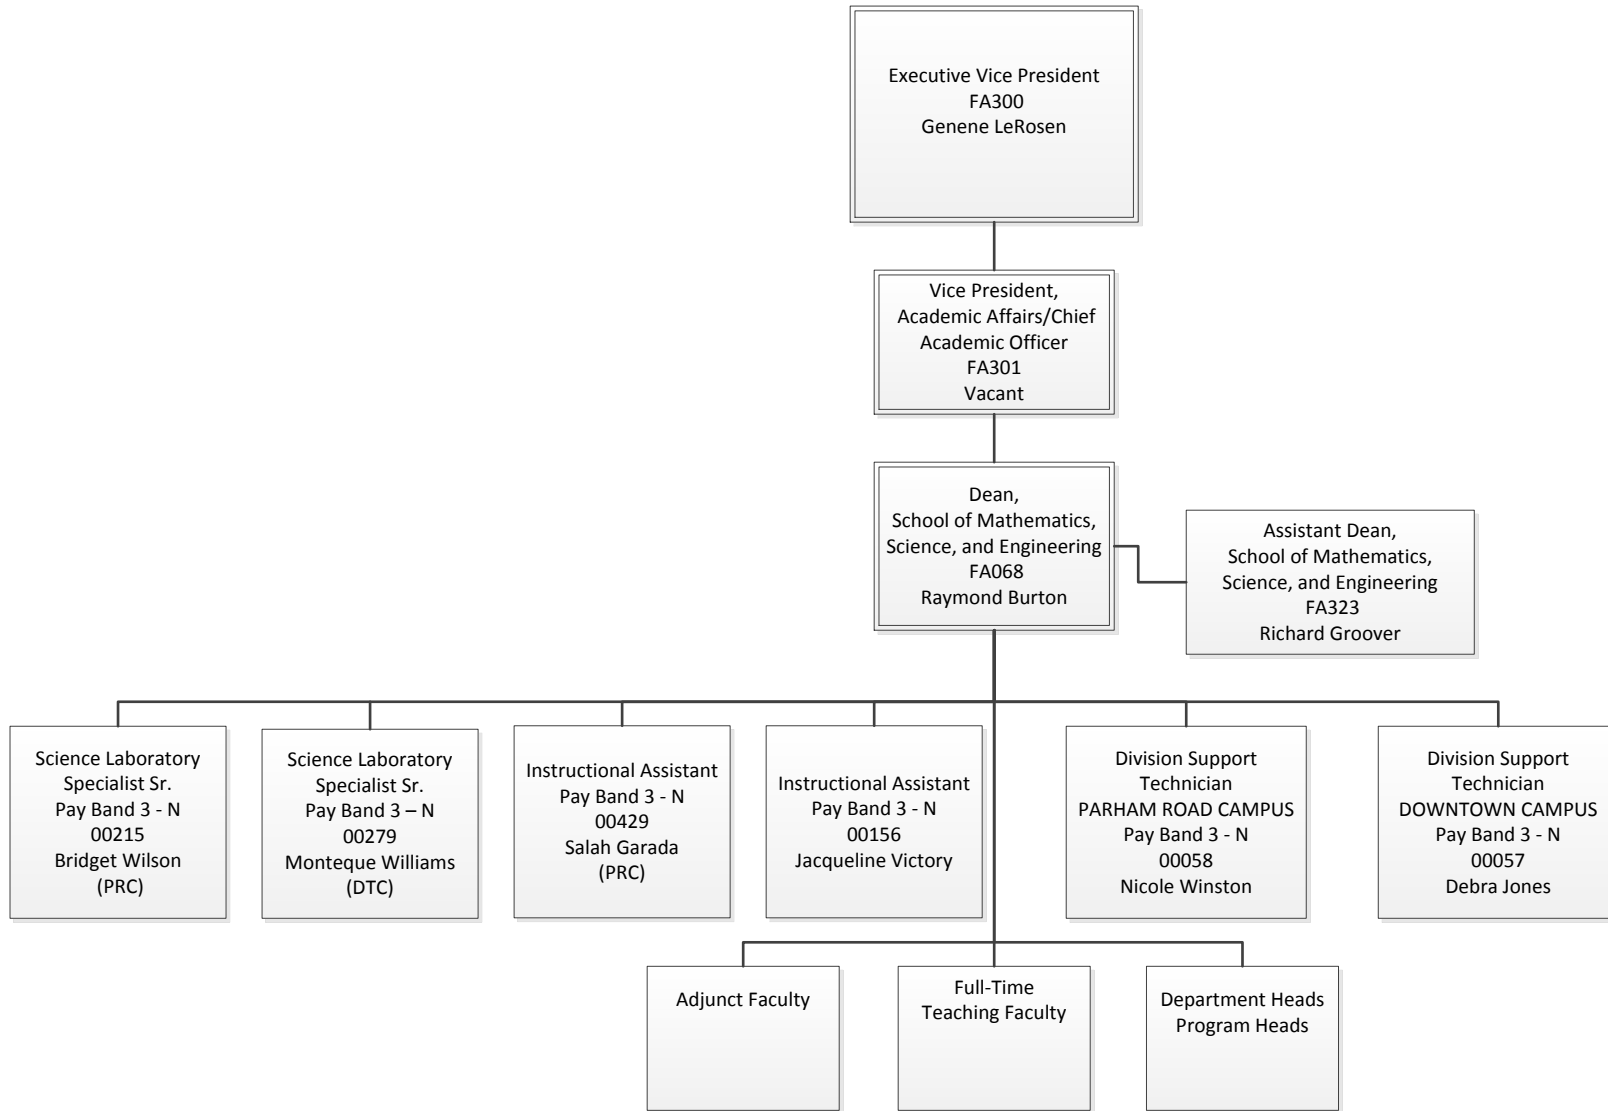 Executive Vice President
FA300
Genene LeRosen
Vice President,
Academic Affairs/Chief
Academic Officer
FA301
Vacant
Dean,
School of Mathematics,
Science, and Engineering
FA068
Raymond Burton
Assistant Dean,
School of Mathematics,
Science, and Engineering
FA323
Richard Groover
Science Laboratory
Specialist Sr.
Pay Band 3 - N
00215
Bridget Wilson
(PRC)
Science Laboratory
Specialist Sr.
Pay Band 3 – N
00279
Monteque Williams
(DTC)
Instructional Assistant
Pay Band 3 - N
00429
Salah Garada
(PRC)
Instructional Assistant
Pay Band 3 - N
00156
Jacqueline Victory
Division Support
Technician
PARHAM ROAD CAMPUS
Pay Band 3 - N
00058
Nicole Winston
Division Support
Technician
DOWNTOWN CAMPUS
Pay Band 3 - N
00057
Debra Jones
Adjunct Faculty
Full-Time
Teaching Faculty
Department Heads
Program Heads